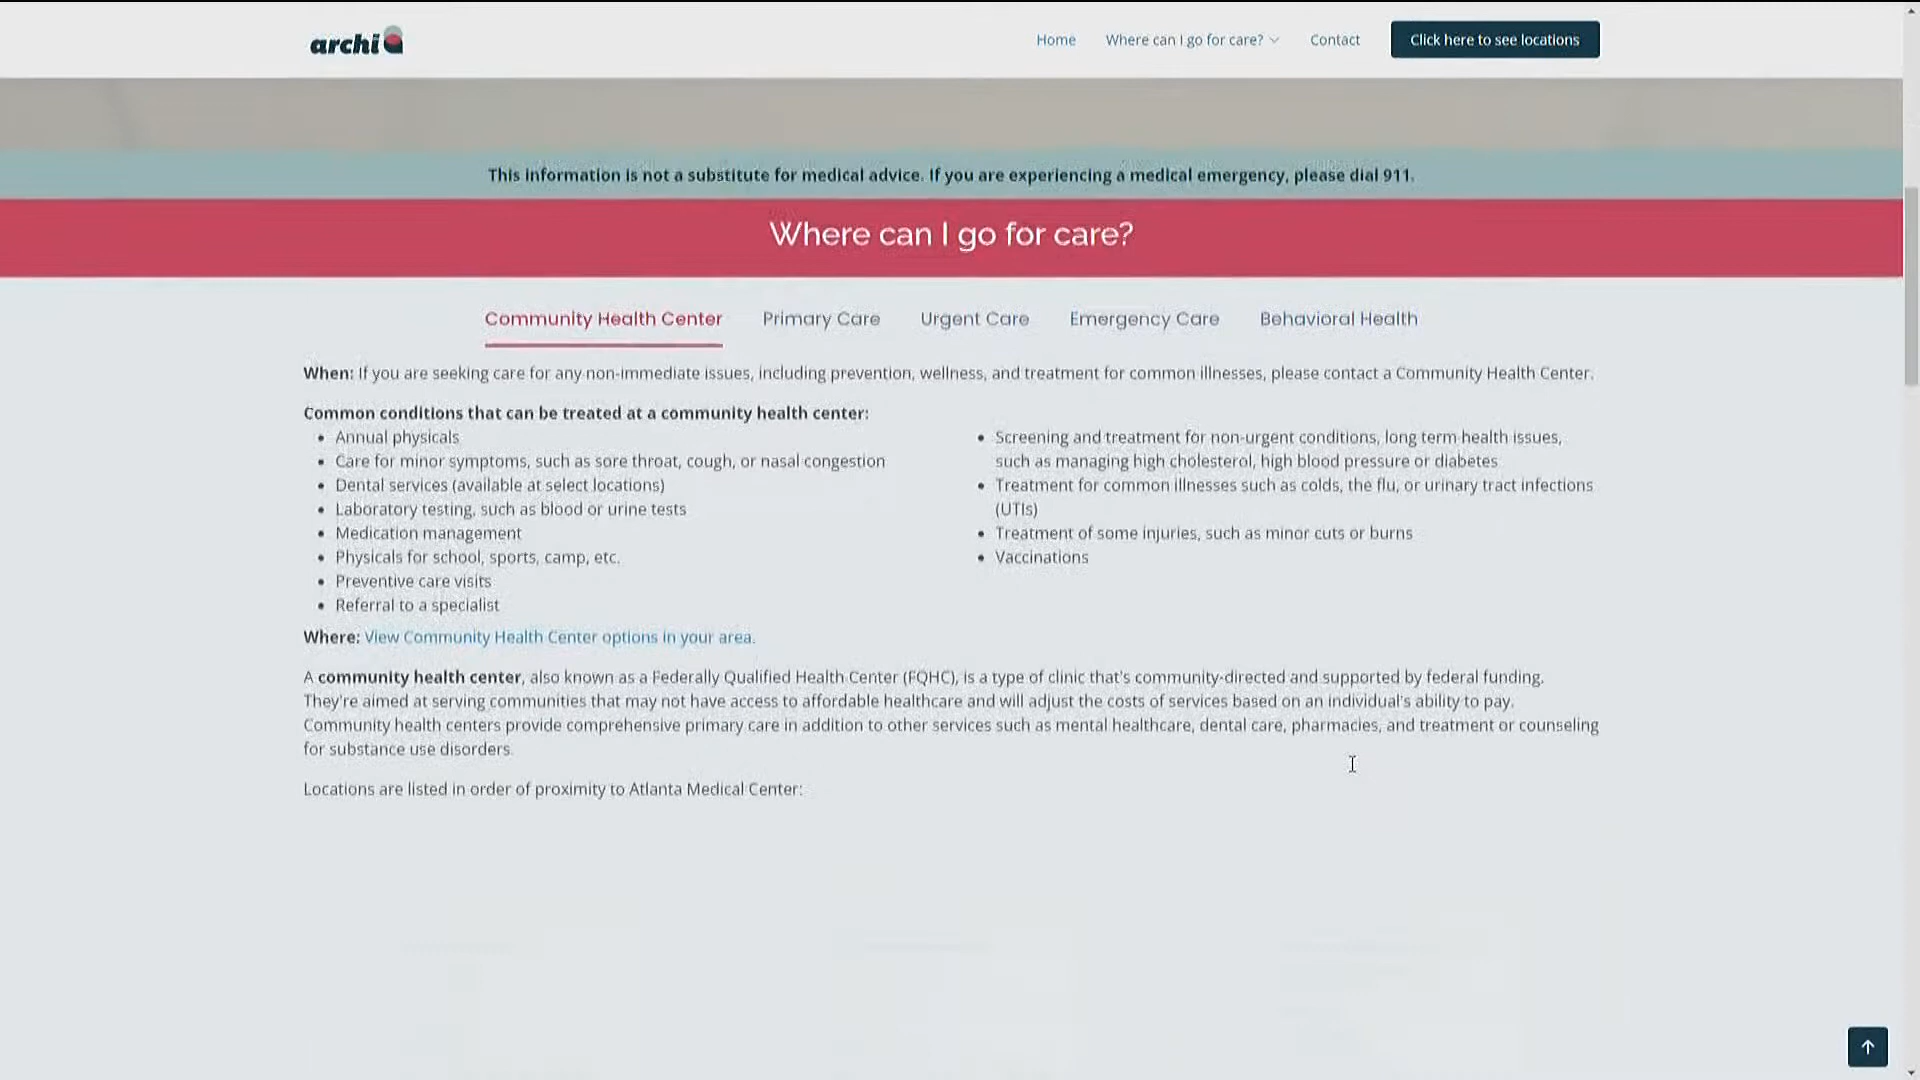 archi
Home Where can I go for care? Contact Click here to see locations
This information is not a substitute for medical advice. If you are experiencing a medical emergency, please dial 911.
Where can I go for care?
Community Health Center Primary Care Urgent Care Emergency Care Behavioral Health
When: If you are seeking care for any non-immediate issues, including prevention, wellness, and treatment for common illnesses, please contact a Community Health Center.
Common conditions that can be treated at a community health center:
• Annual physicals
• Care for minor symptoms, such as sore throat, cough, or nasal congestion
• Dental services (available at select locations)
• Laboratory testing, such as blood or urine tests
• Medication management
• Physicals for school, sports, camp, etc.
• Preventive care visits
• Referral to a specialist
• Screening and treatment for non-urgent conditions, long term health issues,
such as managing high cholesterol, high blood pressure or diabetes
• Treatment for common illnesses such as colds, the flu, or urinary tract infections
(UTIs)
• Treatment of some injuries, such as minor cuts or burns
• Vaccinations
Where: View Community Health Center options in your area.
A community health center, also known as a Federally Qualified Health Center (FQHC), is a type of clinic that's community-directed and supported by federal funding.
They're aimed at serving communities that may not have access to affordable healthcare and will adjust the costs of services based on an individual's ability to pay.
Community health centers provide comprehensive primary care in addition to other services such as mental healthcare, dental care, pharmacies, and treatment or counseling
for substance use disorders.
Locations are listed in order of proximity to Atlanta Medical Center: